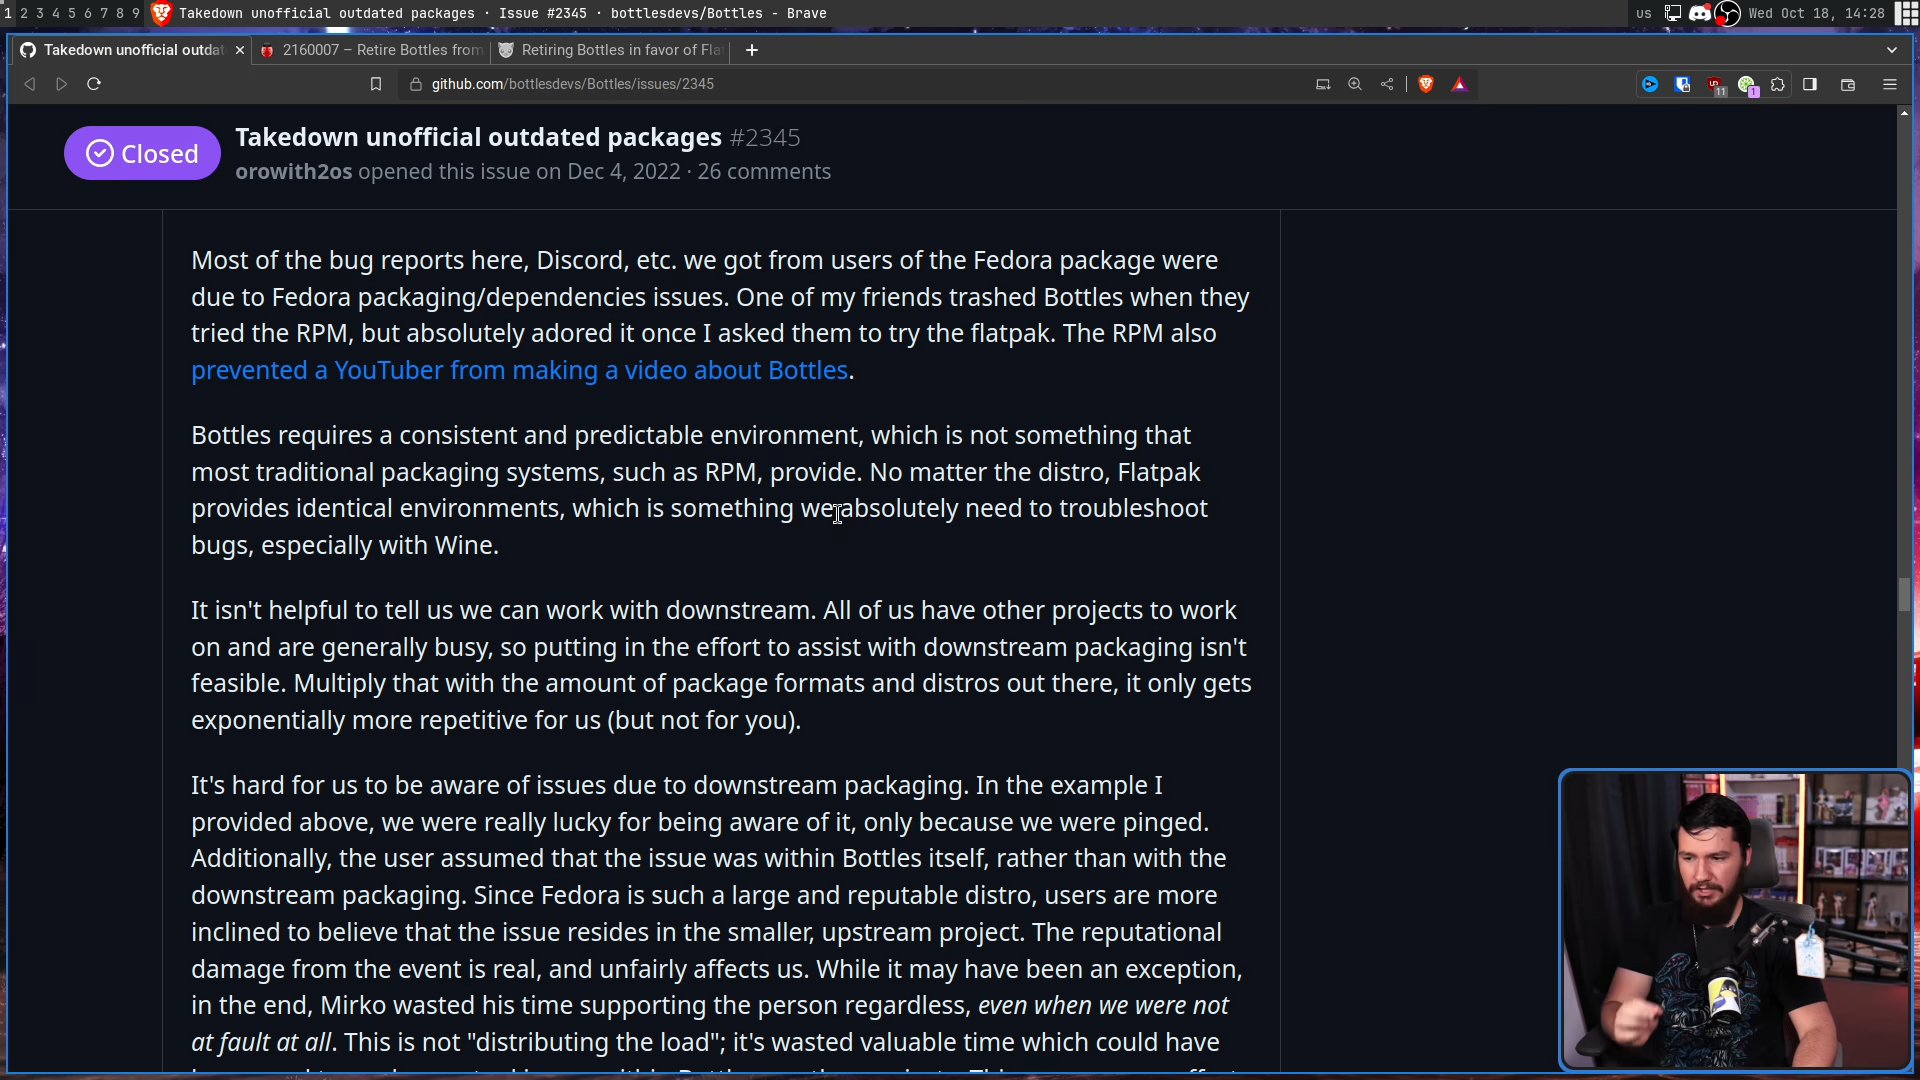 1 2 3 4 5 6 7 8 9 Takedown unofficial outdated packages · Issue #2345 · bottlesdevs/Bottles - Brave us Wed Oct 18, 14:28
Takedown unofficial outda 2160007 – Retire Bottles from Retiring Bottles in favor of Fla
github.com/bottlesdevs/Bottles/issues/2345 11 1
Closed
Takedown unofficial outdated packages #2345
orowith2os opened this issue on Dec 4, 2022 · 26 comments
Most of the bug reports here, Discord, etc. we got from users of the Fedora package were
due to Fedora packaging/dependencies issues. One of my friends trashed Bottles when they
tried the RPM, but absolutely adored it once I asked them to try the flatpak. The RPM also
prevented a YouTuber from making a video about Bottles.
Bottles requires a consistent and predictable environment, which is not something that
most traditional packaging systems, such as RPM, provide. No matter the distro, Flatpak
provides identical environments, which is something we absolutely need to troubleshoot
bugs, especially with Wine.
It isn't helpful to tell us we can work with downstream. All of us have other projects to work
on and are generally busy, so putting in the effort to assist with downstream packaging isn't
feasible. Multiply that with the amount of package formats and distros out there, it only gets
exponentially more repetitive for us (but not for you).
It's hard for us to be aware of issues due to downstream packaging. In the example I
provided above, we were really lucky for being aware of it, only because we were pinged.
Additionally, the user assumed that the issue was within Bottles itself, rather than with the
downstream packaging. Since Fedora is such a large and reputable distro, users are more
inclined to believe that the issue resides in the smaller, upstream project. The reputational
damage from the event is real, and unfairly affects us. While it may have been an exception,
in the end, Mirko wasted his time supporting the person regardless, even when we were not
at fault at all. This is not "distributing the load"; it's wasted valuable time which could have